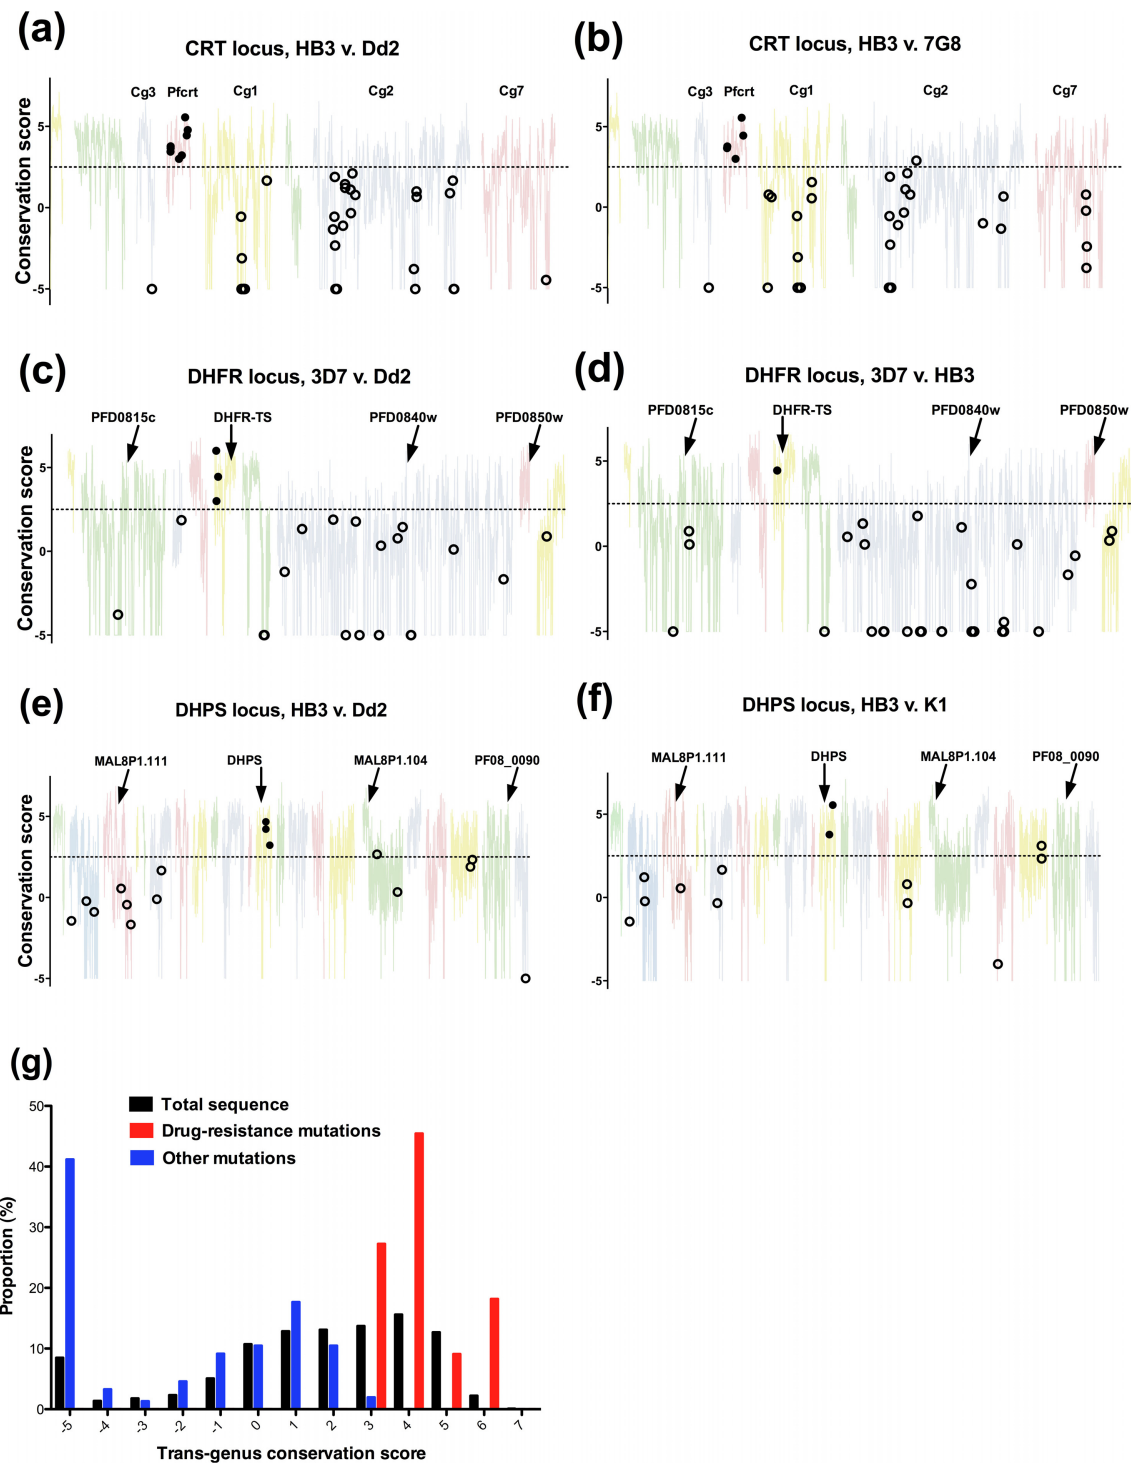 (a)
CRT locus, HB3 v. Dd2
Cg3 Pfcrt Cg1 Cg2 Cg7
Conservation score
5
0
-5
(b)
CRT locus, HB3 v. 7G8
Cg3 Pfcrt Cg1 Cg2 Cg7
5
0
-5
(c)
DHFR locus, 3D7 v. Dd2
PFD0815c DHFR-TS PFD0840w PFD0850w
Conservation score
5
0
-5
(d)
DHFR locus, 3D7 v. HB3
PFD0815c DHFR-TS PFD0840w PFD0850w
5
0
-5
(e)
DHPS locus, HB3 v. Dd2
MAL8P1.111 DHPS MAL8P1.104 PF08_0090
Conservation score
5
0
-5
(f)
DHPS locus, HB3 v. K1
MAL8P1.111 DHPS MAL8P1.104 PF08_0090
5
0
-5
(g)
Total sequence
Drug-resistance mutations
Other mutations
Proportion (%)
50
40
30
20
10
0
-5 -4 -3 -2 -1 0 1 2 3 4 5 6 7
Trans-genus conservation score